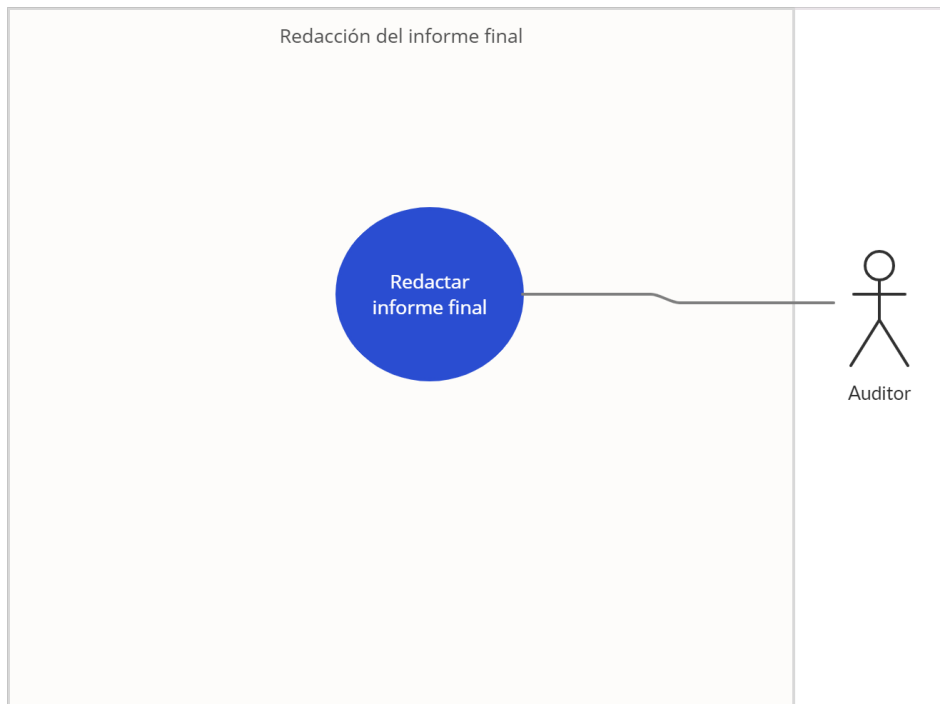 Redacción del informe final
Redactar
informe final
Auditor